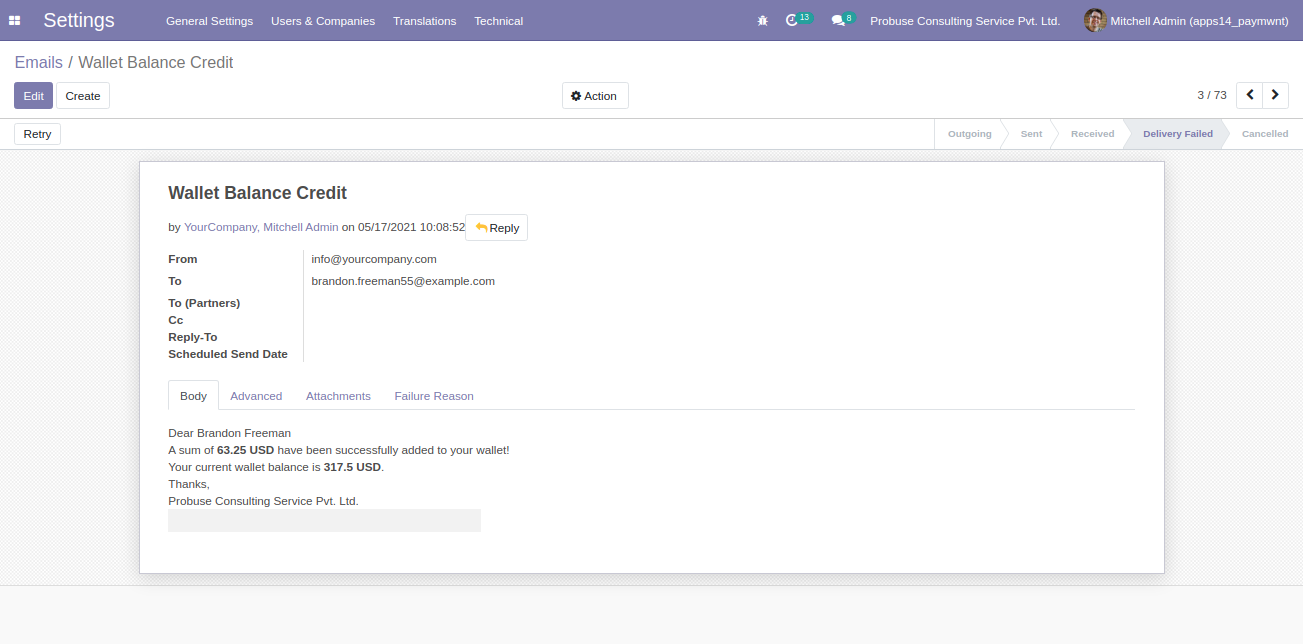 Settings General Settings Users & Companies Translations Technical 13 8 Probuse Consulting Service Pvt. Ltd. Mitchell Admin (apps14_paymwnt)
Emails / Wallet Balance Credit
Edit Create Action 3 / 73
Retry Outgoing Sent Received Delivery Failed Cancelled
Wallet Balance Credit
by YourCompany, Mitchell Admin on 05/17/2021 10:08:52 Reply
From info@yourcompany.com
To brandon.freeman55@example.com
To (Partners)
Cc
Reply-To
Scheduled Send Date
Body Advanced Attachments Failure Reason
Dear Brandon Freeman
A sum of 63.25 USD have been successfully added to your wallet!
Your current wallet balance is 317.5 USD.
Thanks,
Probuse Consulting Service Pvt. Ltd.